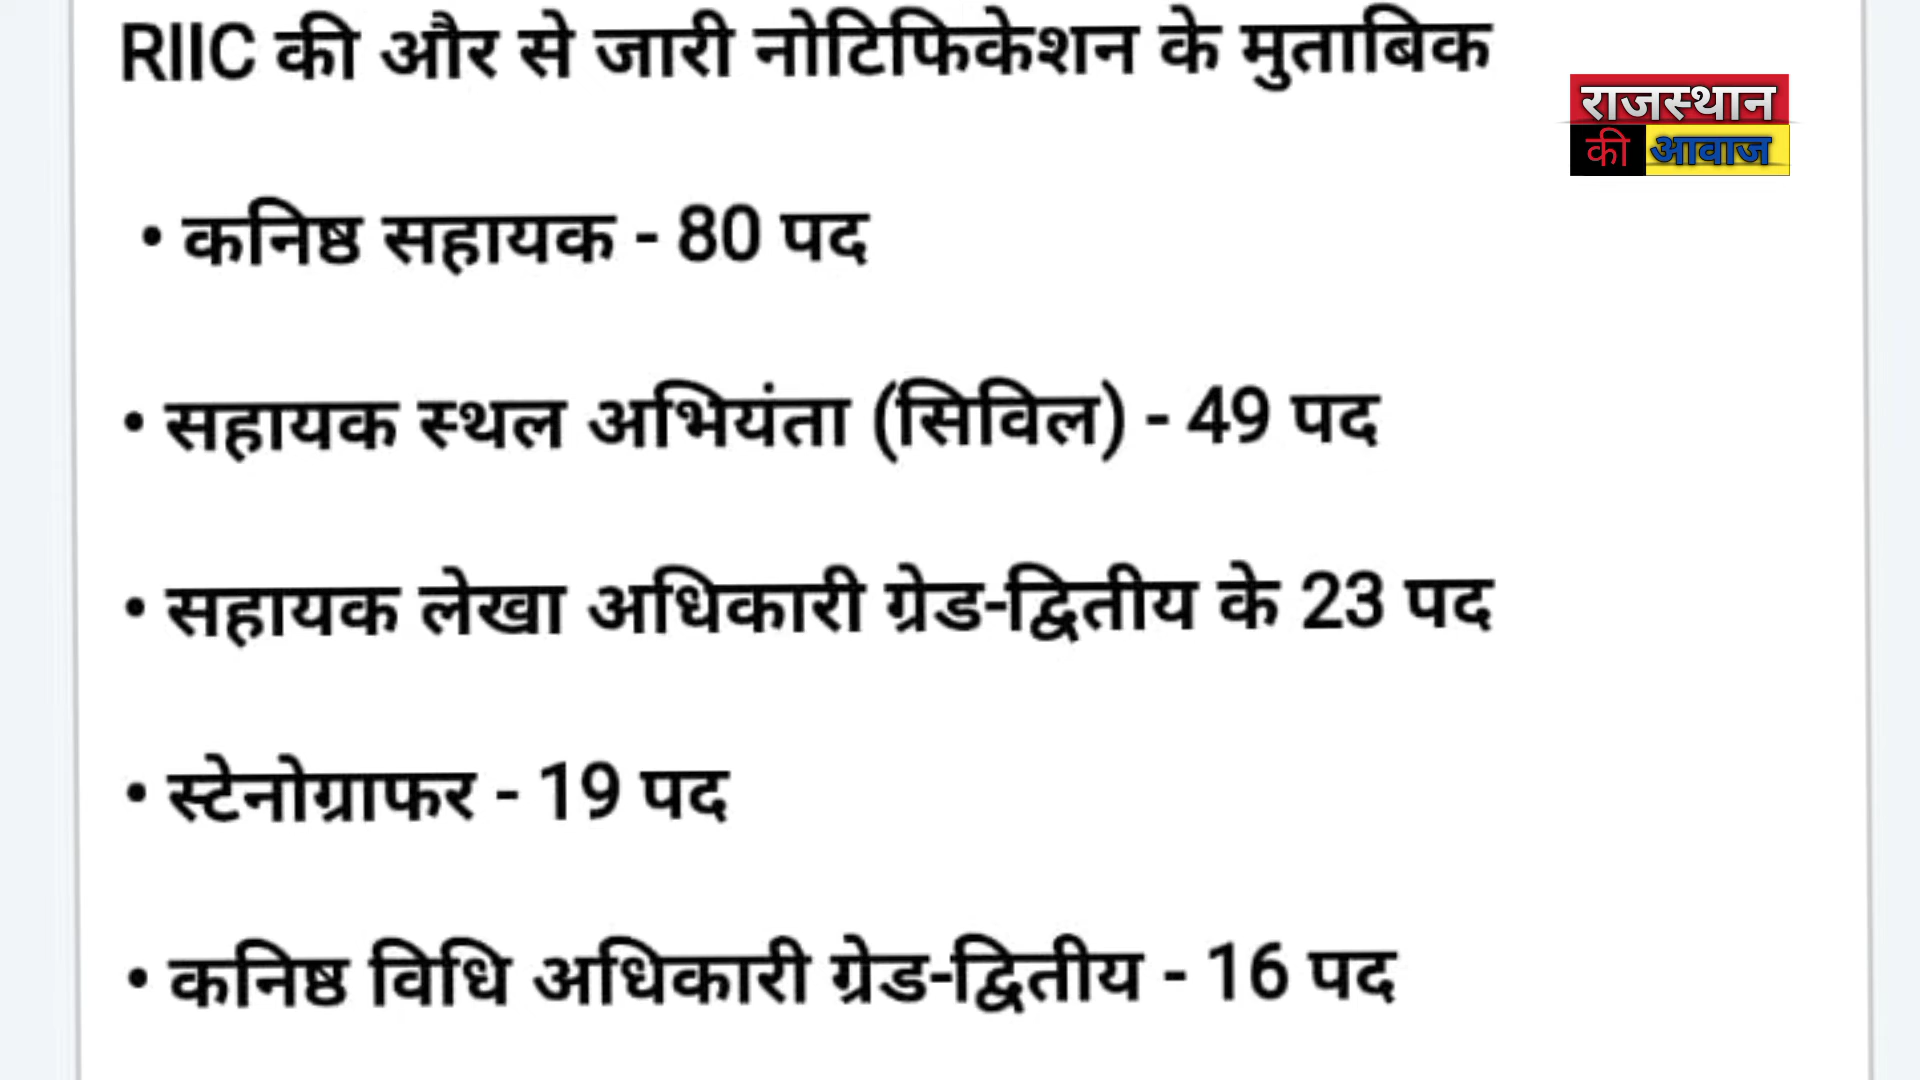 RIIC की और से जारी नोटिफिकेशन के मुताबिक
राजस्थान
की आवाज
• कनिष्ठ सहायक - 80 पद
• सहायक स्थल अभियंता (सिविल) - 49 पद
• सहायक लेखा अधिकारी ग्रेड-द्वितीय के 23 पद
• स्टेनोग्राफर - 19 पद
• कनिष्ठ विधि अधिकारी ग्रेड-द्वितीय - 16 पद